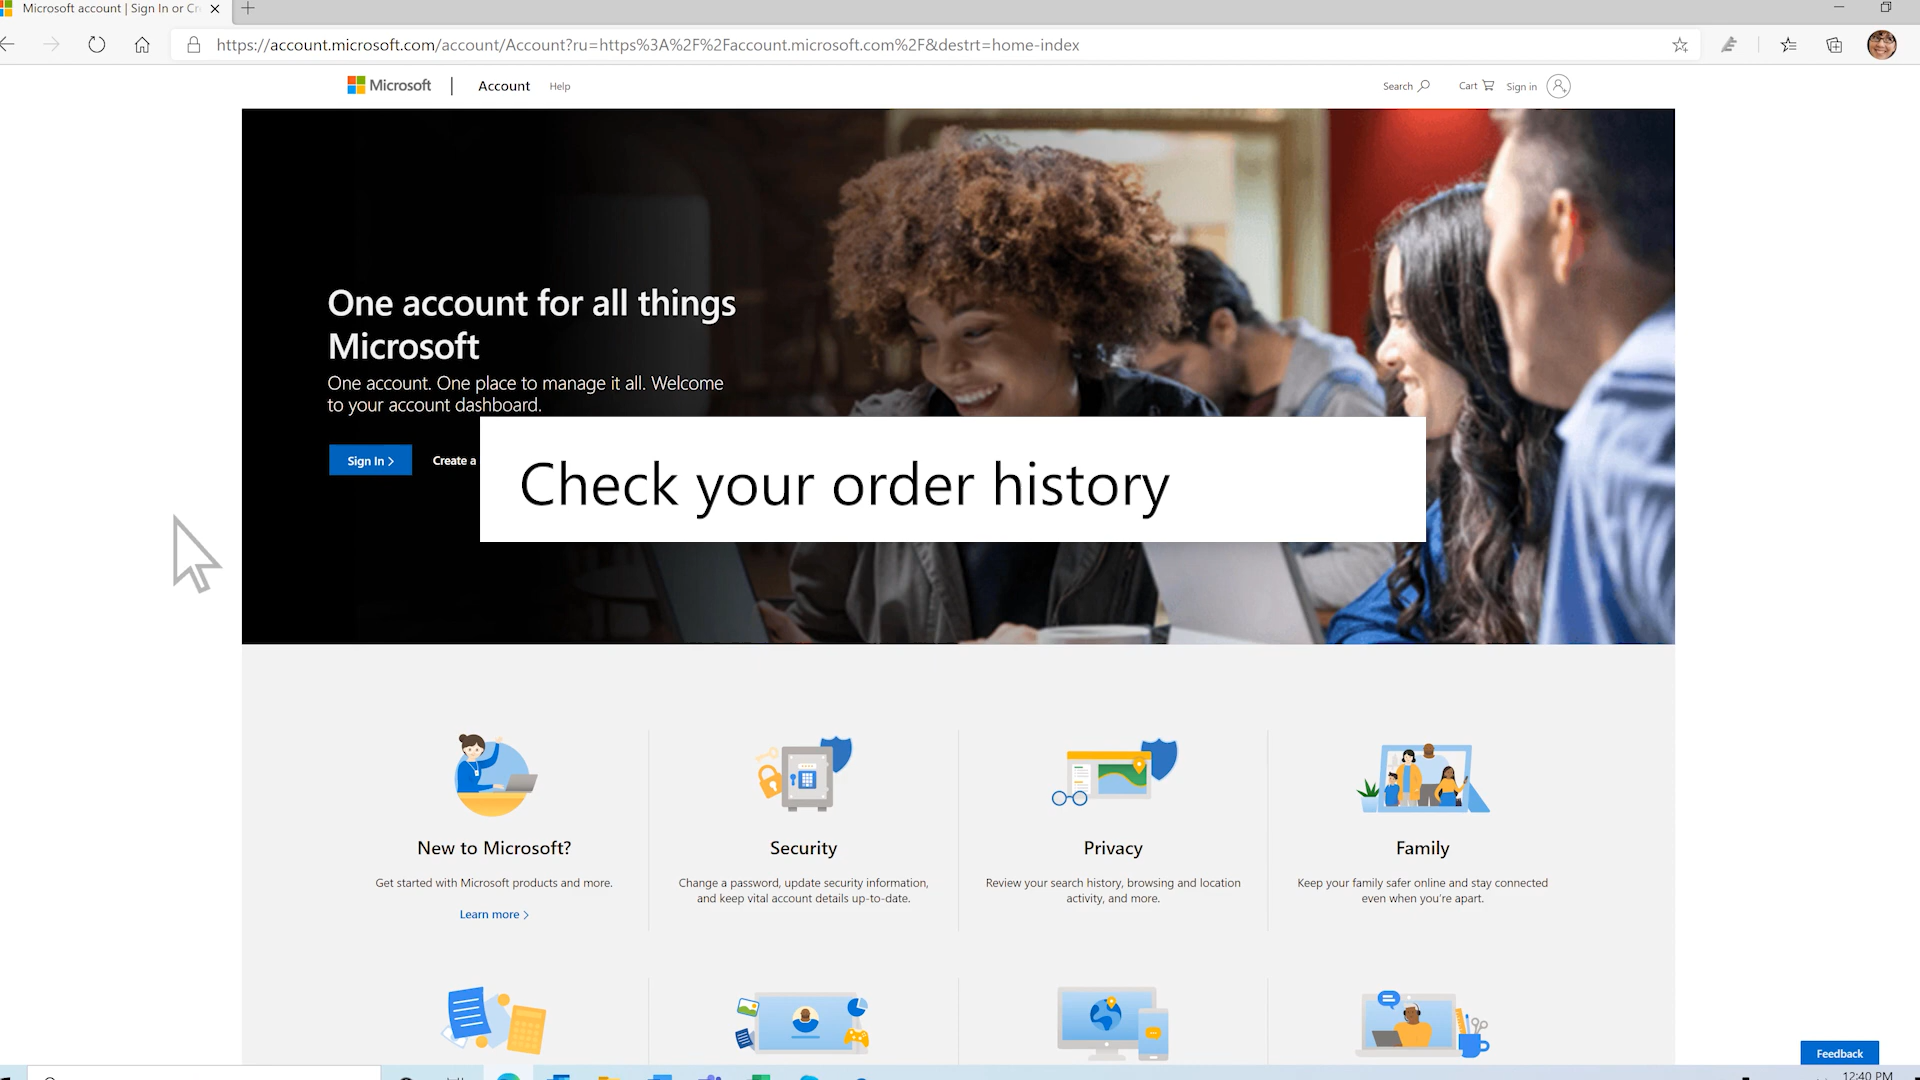 Microsoft account | Sign In or Cr
https://account.microsoft.com/account/Account?ru=https%3A%2F%2Faccount.microsoft.com%2F&destrt=home-index
Microsoft | Account Help Search Cart Sign in
One account for all things
Microsoft
One account. One place to manage it all. Welcome
to your account dashboard.
Sign In > Create a
Check your order history
New to Microsoft?
Get started with Microsoft products and more.
Learn more >
Security
Change a password, update security information,
and keep vital account details up-to-date.
Privacy
Review your search history, browsing and location
activity, and more.
Family
Keep your family safer online and stay connected
even when you're apart.
Feedback
12:40 PM